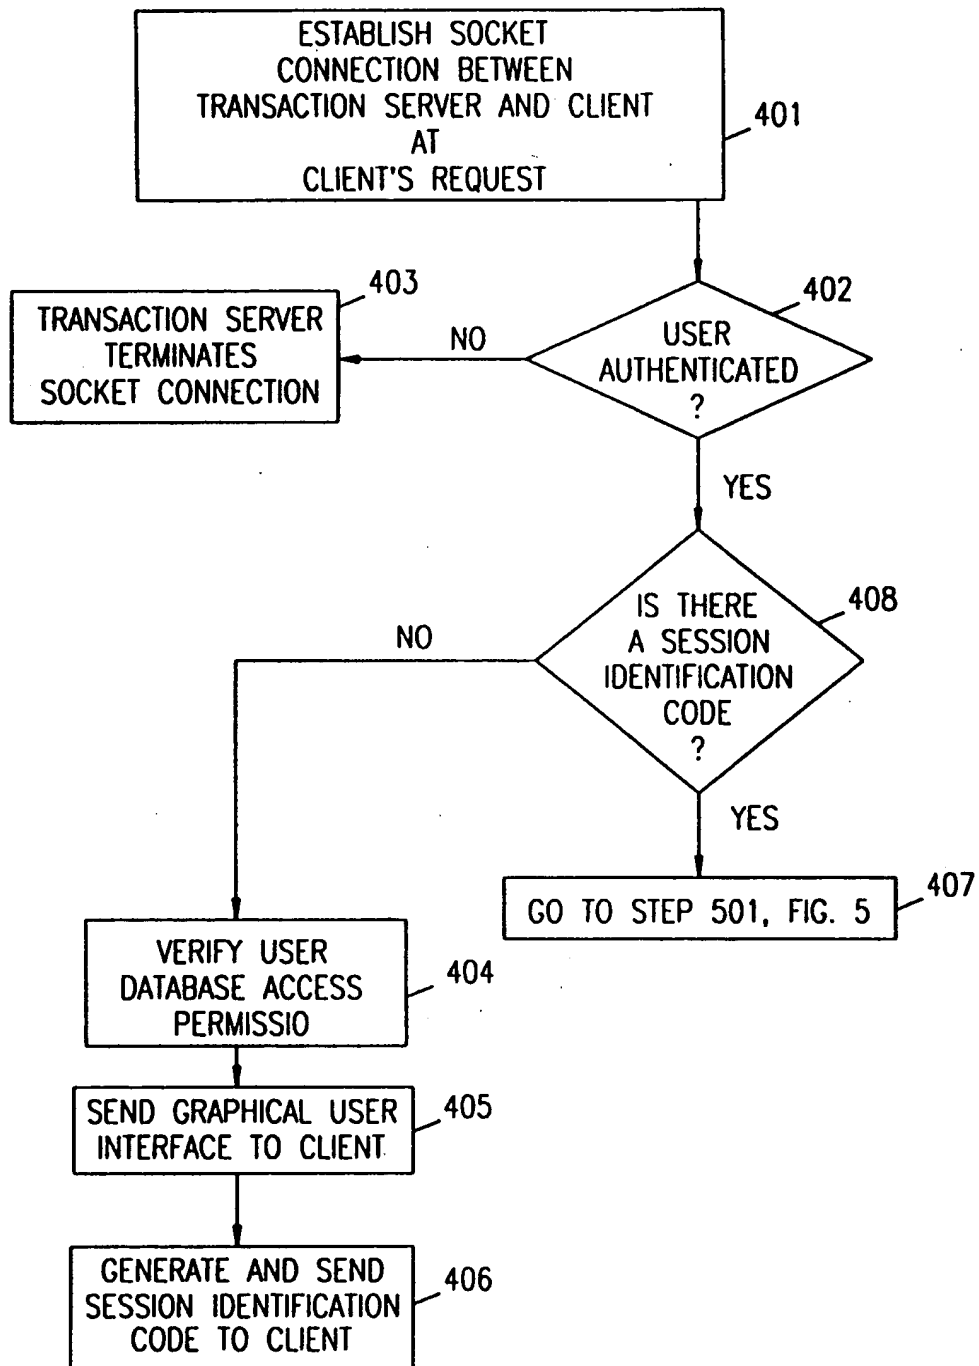 ESTABLISH SOCKET
CONNECTION BETWEEN
TRANSACTION SERVER AND CLIENT
AT
CLIENT'S REQUEST
401
402
USER
AUTHENTICATED
?
NO
403
TRANSACTION SERVER
TERMINATES
SOCKET CONNECTION
YES
408
IS THERE
A SESSION
IDENTIFICATION
CODE
?
NO
YES
407
GO TO STEP 501, FIG. 5
VERIFY USER
DATABASE ACCESS
PERMISSIO
404
SEND GRAPHICAL USER
INTERFACE TO CLIENT
405
GENERATE AND SEND
SESSION IDENTIFICATION
CODE TO CLIENT
406